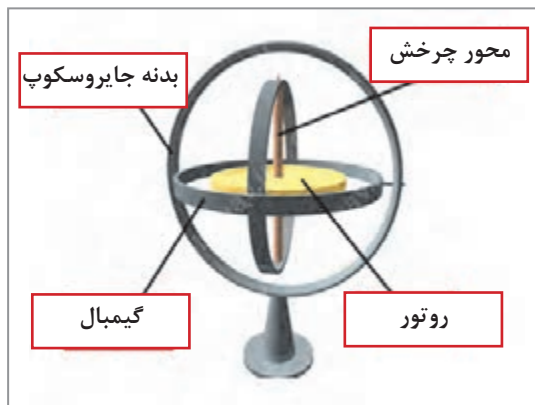 محور چرخش
بدنه جایروسکوپ
روتور
گیمبال